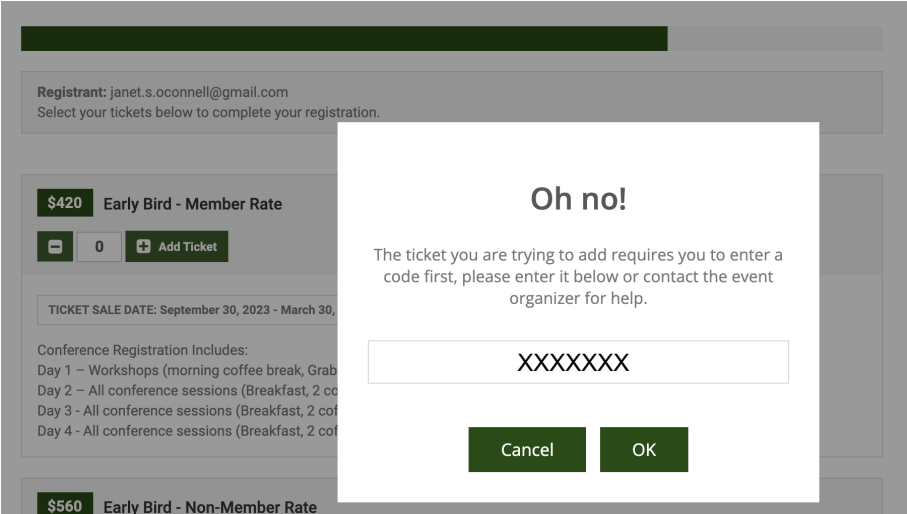 Registrant: janet.s.oconnell@gmail.com
Select your tickets below to complete your registration.
$420 Early Bird - Member Rate
0 Add Ticket
TICKET SALE DATE: September 30, 2023 - March 30,
Conference Registration Includes:
Day 1 – Workshops (morning coffee break, Grab
Day 2 – All conference sessions (Breakfast, 2
Day 3 - All conference sessions (Breakfast, 2
Day 4 - All conference sessions (Breakfast, 2
$560 Early Bird - Non-Member Rate
Oh no!
The ticket you are trying to add requires you to enter a
code first, please enter it below or contact the event
organizer for help.
XXXXXXX
Cancel OK